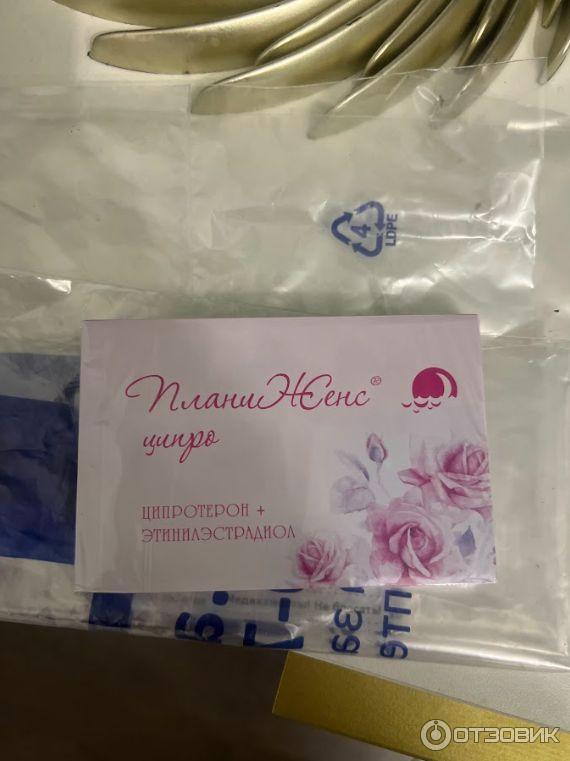 4
LDPE
ПланиЖенс®
ципро
ЦИПРОТЕРОН +
ЭТИНИЛЭСТРАДИОЛ
ОТЗОВИК